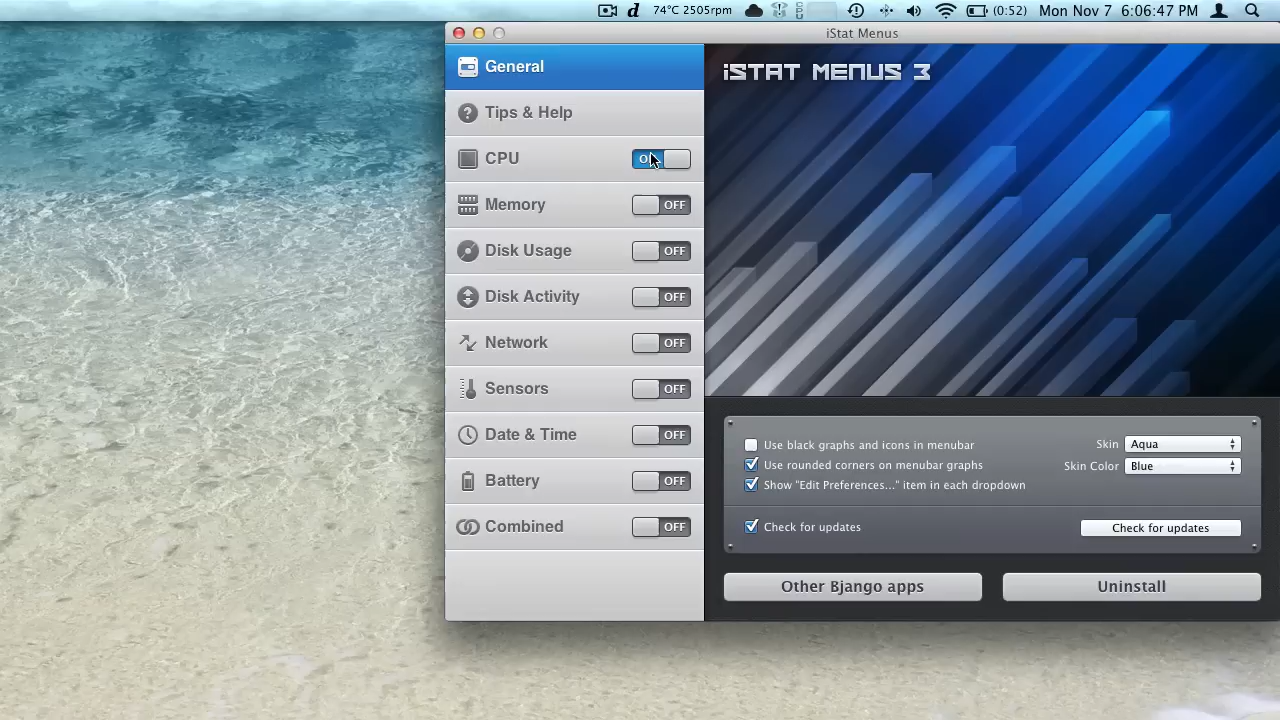 d 74°C 2505rpm CPU (0:52) Mon Nov 7 6:06:47 PM
iStat Menus
General
iSTAT MENUS 3
Tips & Help
CPU
Memory OFF
Disk Usage OFF
Disk Activity OFF
Network OFF
Sensors OFF
Date & Time OFF
Battery OFF
Combined OFF
Use black graphs and icons in menubar
Skin Aqua
Use rounded corners on menubar graphs
Skin Color Blue
Show "Edit Preferences..." item in each dropdown
Check for updates
Check for updates
Other Bjango apps
Uninstall